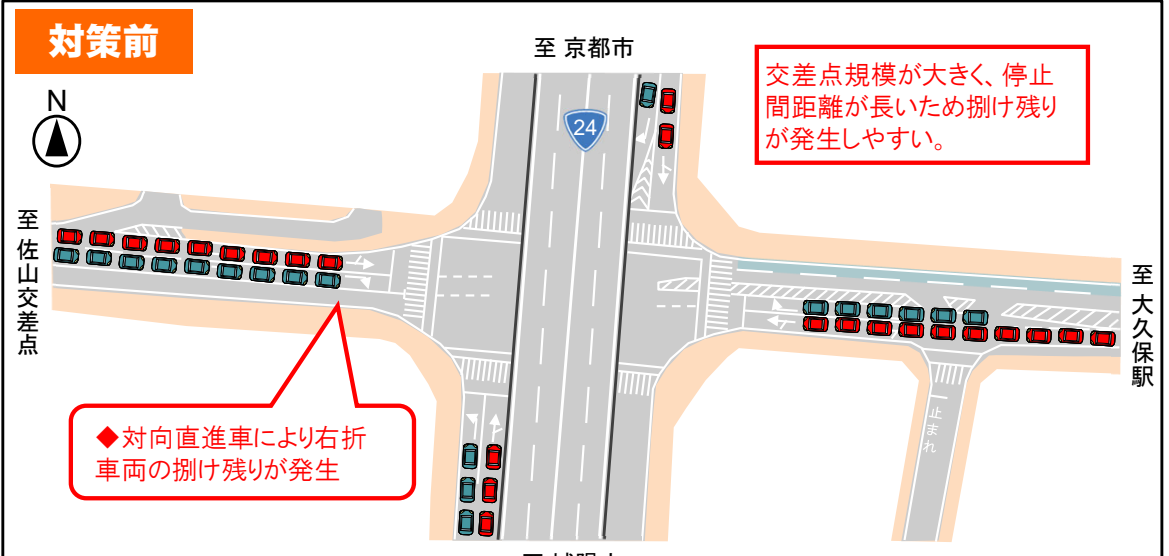 対策前
至 京都市
N
24
交差点規模が大きく、停止
間距離が長いため捌け残り
が発生しやすい。
至 佐山交差点
至 大久保駅
◆対向直進車により右折
車両の捌け残りが発生
止まれ